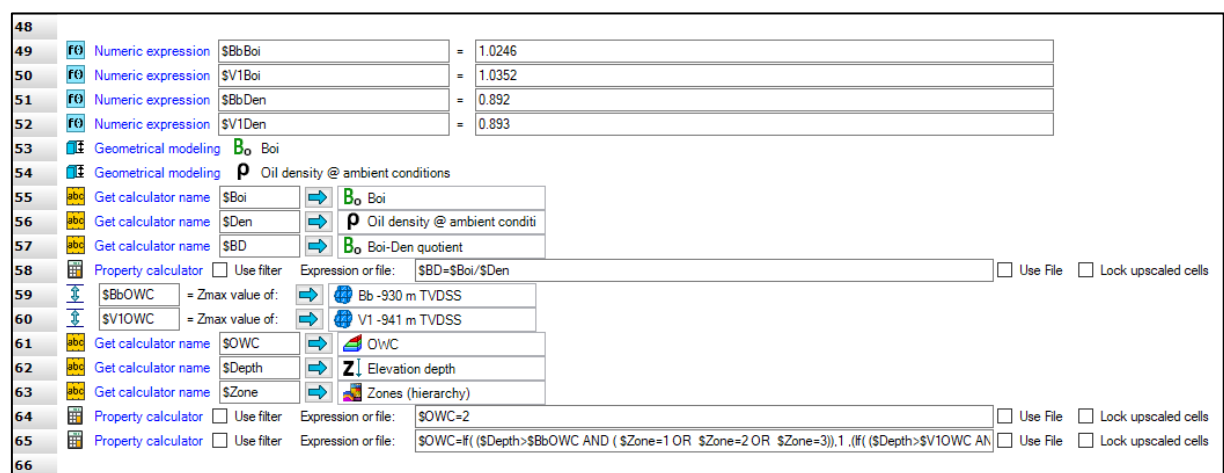 48
49 f() Numeric expression $BbBoi = 1.0246
50 f() Numeric expression $V1Boi = 1.0352
51 f() Numeric expression $BbDen = 0.892
52 f() Numeric expression $V1Den = 0.893
53 Geometrical modeling Bo Boi
54 Geometrical modeling ρ Oil density @ ambient conditions
55 abc Get calculator name $Boi Bo Boi
56 abc Get calculator name $Den ρ Oil density @ ambient conditi
57 abc Get calculator name $BD Bo Boi-Den quotient
58 Property calculator Use filter Expression or file: $BD=$Boi/$Den Use File Lock upscaled cells
59 $BbOWC = Zmax value of: Bb -930 m TVDSS
60 $V1OWC = Zmax value of: V1 -941 m TVDSS
61 abc Get calculator name $OWC OWC
62 abc Get calculator name $Depth Z Elevation depth
63 abc Get calculator name $Zone Zones (hierarchy)
64 Property calculator Use filter Expression or file: $OWC=2 Use File Lock upscaled cells
65 Property calculator Use filter Expression or file: $OWC=If( ($Depth>$BbOWC AND ( $Zone=1 OR $Zone=2 OR $Zone=3)),1 ,(If( ($Depth>$V1OWC AN Use File Lock upscaled cells
66